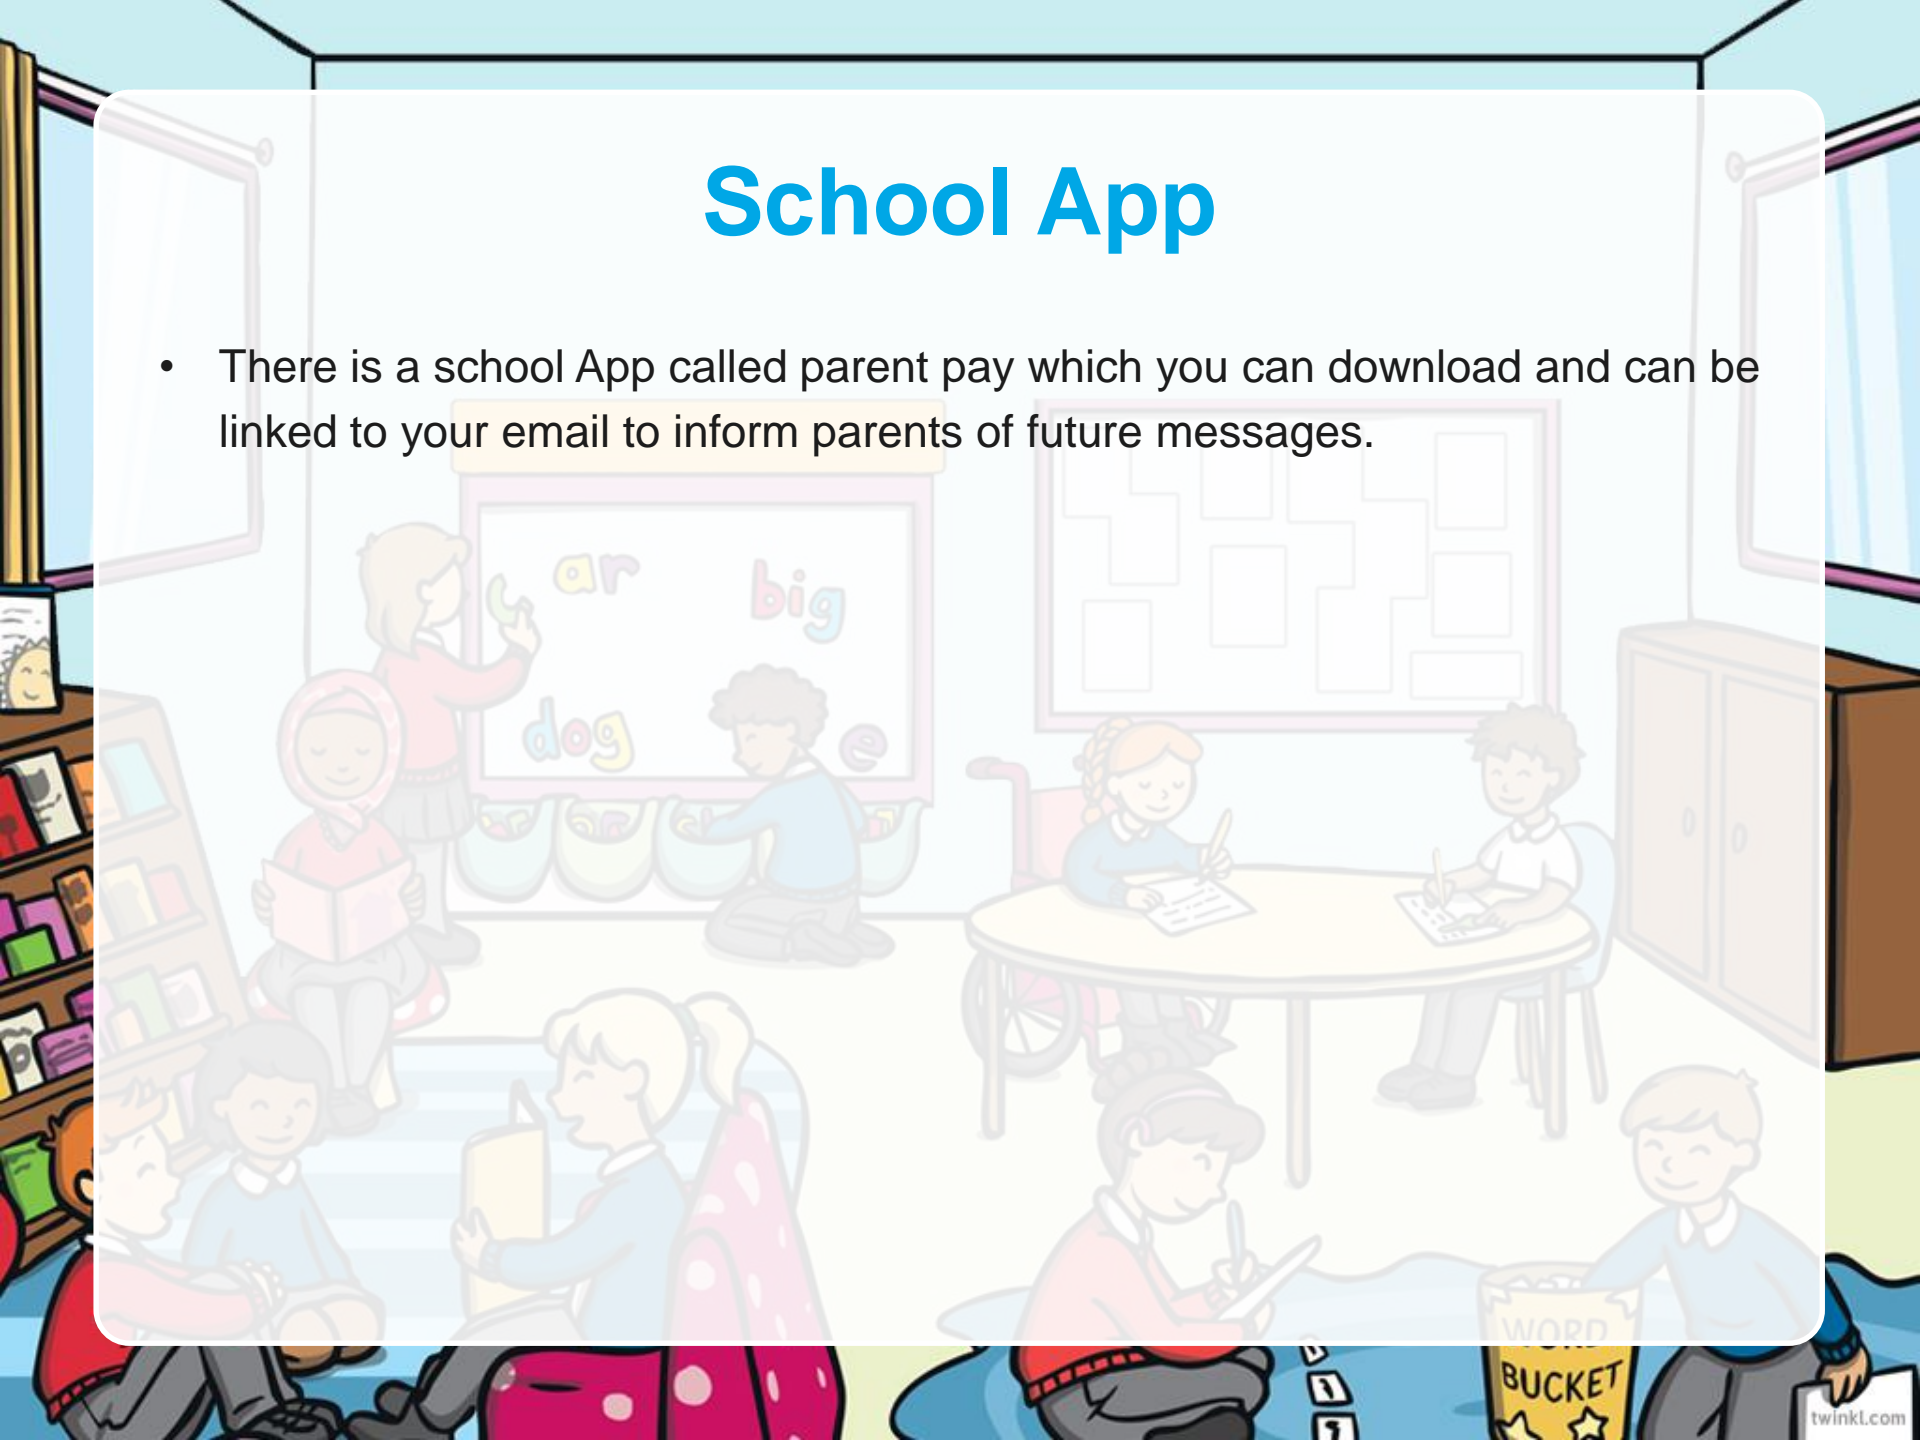 School App
• There is a school App called parent pay which you can download and can be
linked to your email to inform parents of future messages.
ar
big
dog
e
WORD
BUCKET
twinkl.com